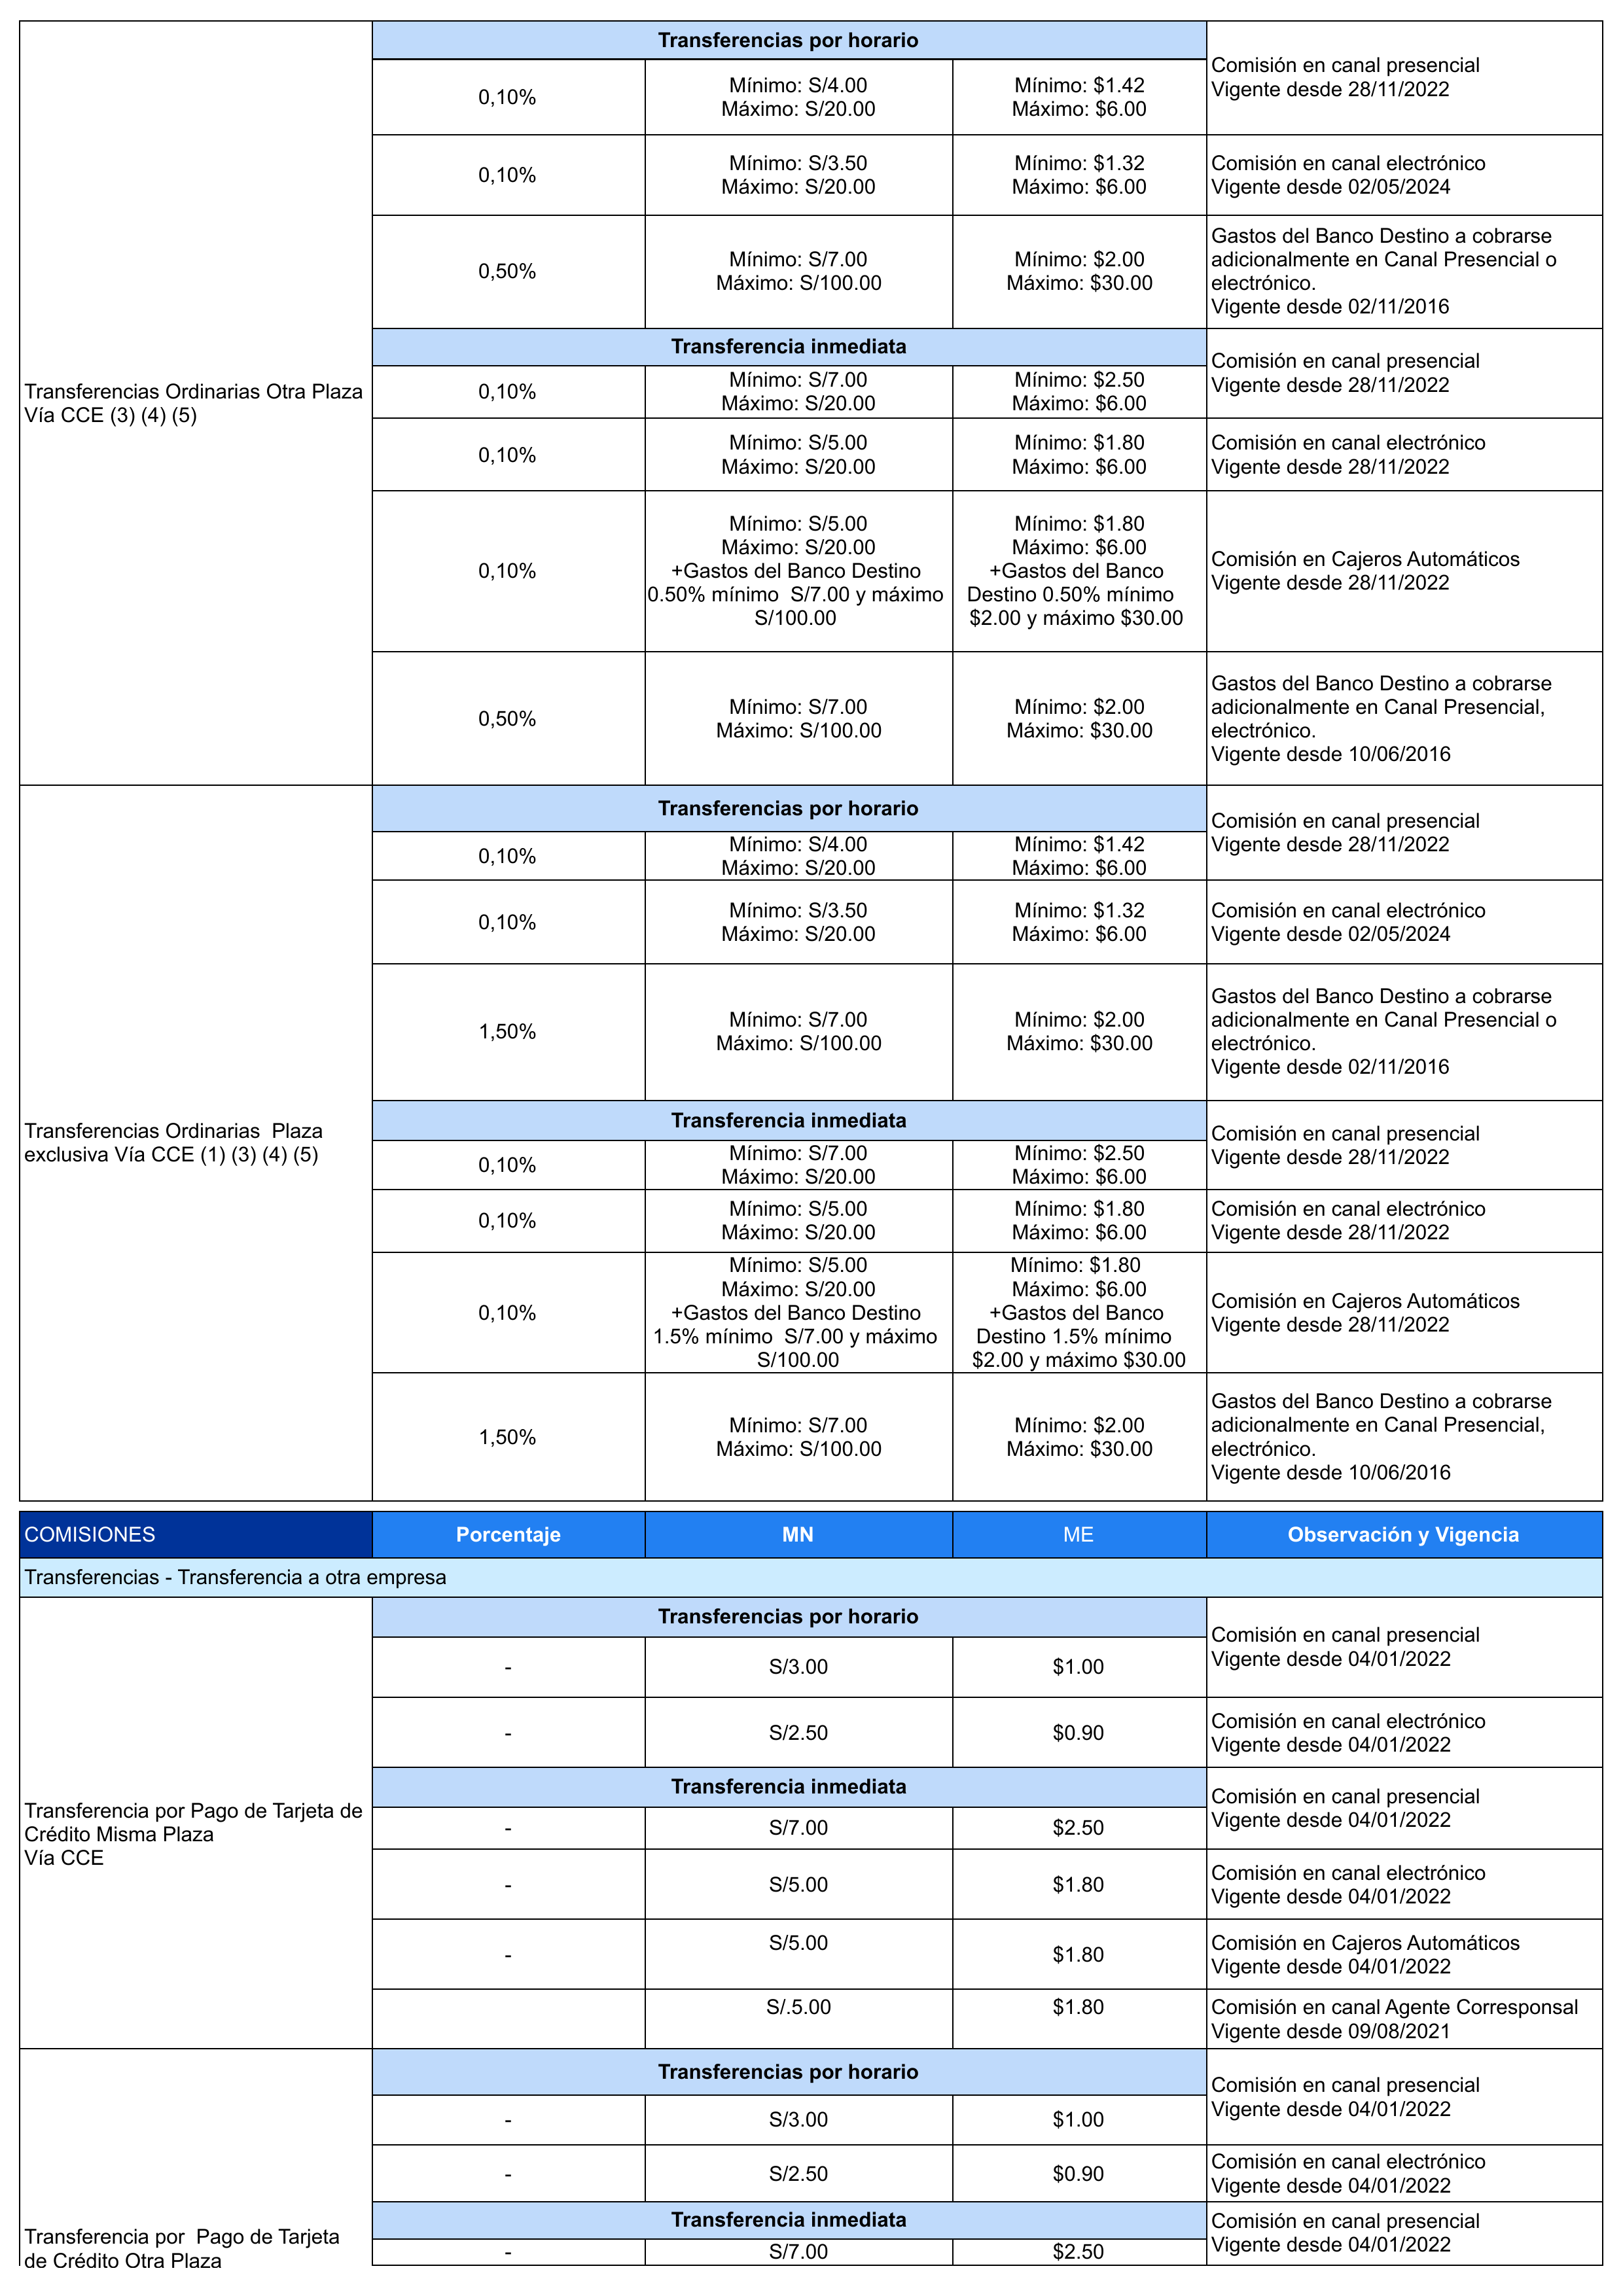 Transferencias por horario
Comisión en canal presencial
Vigente desde 28/11/2022
0,10%
Mínimo: S/4.00
Máximo: S/20.00
Mínimo: $1.42
Máximo: $6.00
0,10%
Mínimo: S/3.50
Máximo: S/20.00
Mínimo: $1.32
Máximo: $6.00
Comisión en canal electrónico
Vigente desde 02/05/2024
0,50%
Mínimo: S/7.00
Máximo: S/100.00
Mínimo: $2.00
Máximo: $30.00
Gastos del Banco Destino a cobrarse
adicionalmente en Canal Presencial o
electrónico.
Vigente desde 02/11/2016
Transferencias Ordinarias Otra Plaza
Vía CCE (3) (4) (5)
Transferencia inmediata
Comisión en canal presencial
Vigente desde 28/11/2022
0,10%
Mínimo: S/7.00
Máximo: S/20.00
Mínimo: $2.50
Máximo: $6.00
0,10%
Mínimo: S/5.00
Máximo: S/20.00
Mínimo: $1.80
Máximo: $6.00
Comisión en canal electrónico
Vigente desde 28/11/2022
0,10%
Mínimo: S/5.00
Máximo: S/20.00
+Gastos del Banco Destino
0.50% mínimo  S/7.00 y máximo
S/100.00
Mínimo: $1.80
Máximo: $6.00
+Gastos del Banco
Destino 0.50% mínimo
$2.00 y máximo $30.00
Comisión en Cajeros Automáticos
Vigente desde 28/11/2022
0,50%
Mínimo: S/7.00
Máximo: S/100.00
Mínimo: $2.00
Máximo: $30.00
Gastos del Banco Destino a cobrarse
adicionalmente en Canal Presencial,
electrónico.
Vigente desde 10/06/2016
Transferencias por horario
Comisión en canal presencial
Vigente desde 28/11/2022
0,10%
Mínimo: S/4.00
Máximo: S/20.00
Mínimo: $1.42
Máximo: $6.00
0,10%
Mínimo: S/3.50
Máximo: S/20.00
Mínimo: $1.32
Máximo: $6.00
Comisión en canal electrónico
Vigente desde 02/05/2024
1,50%
Mínimo: S/7.00
Máximo: S/100.00
Mínimo: $2.00
Máximo: $30.00
Gastos del Banco Destino a cobrarse
adicionalmente en Canal Presencial o
electrónico.
Vigente desde 02/11/2016
Transferencias Ordinarias  Plaza
exclusiva Vía CCE (1) (3) (4) (5)
Transferencia inmediata
Comisión en canal presencial
Vigente desde 28/11/2022
0,10%
Mínimo: S/7.00
Máximo: S/20.00
Mínimo: $2.50
Máximo: $6.00
0,10%
Mínimo: S/5.00
Máximo: S/20.00
Mínimo: $1.80
Máximo: $6.00
Comisión en canal electrónico
Vigente desde 28/11/2022
0,10%
Mínimo: S/5.00
Máximo: S/20.00
+Gastos del Banco Destino
1.5% mínimo  S/7.00 y máximo
S/100.00
Mínimo: $1.80
Máximo: $6.00
+Gastos del Banco
Destino 1.5% mínimo
$2.00 y máximo $30.00
Comisión en Cajeros Automáticos
Vigente desde 28/11/2022
1,50%
Mínimo: S/7.00
Máximo: S/100.00
Mínimo: $2.00
Máximo: $30.00
Gastos del Banco Destino a cobrarse
adicionalmente en Canal Presencial,
electrónico.
Vigente desde 10/06/2016
COMISIONES
Porcentaje
MN
ME
Observación y Vigencia
Transferencias - Transferencia a otra empresa
Transferencias por horario
Comisión en canal presencial
Vigente desde 04/01/2022
-
S/3.00
$1.00
-
S/2.50
$0.90
Comisión en canal electrónico
Vigente desde 04/01/2022
Transferencia por Pago de Tarjeta de
Crédito Misma Plaza
Vía CCE
Transferencia inmediata
Comisión en canal presencial
Vigente desde 04/01/2022
-
S/7.00
$2.50
-
S/5.00
$1.80
Comisión en canal electrónico
Vigente desde 04/01/2022
-
S/5.00
$1.80
Comisión en Cajeros Automáticos
Vigente desde 04/01/2022
S/.5.00
$1.80
Comisión en canal Agente Corresponsal
Vigente desde 09/08/2021
Transferencias por horario
Comisión en canal presencial
Vigente desde 04/01/2022
-
S/3.00
$1.00
-
S/2.50
$0.90
Comisión en canal electrónico
Vigente desde 04/01/2022
Transferencia por  Pago de Tarjeta
de Crédito Otra Plaza
Transferencia inmediata
Comisión en canal presencial
Vigente desde 04/01/2022
-
S/7.00
$2.50